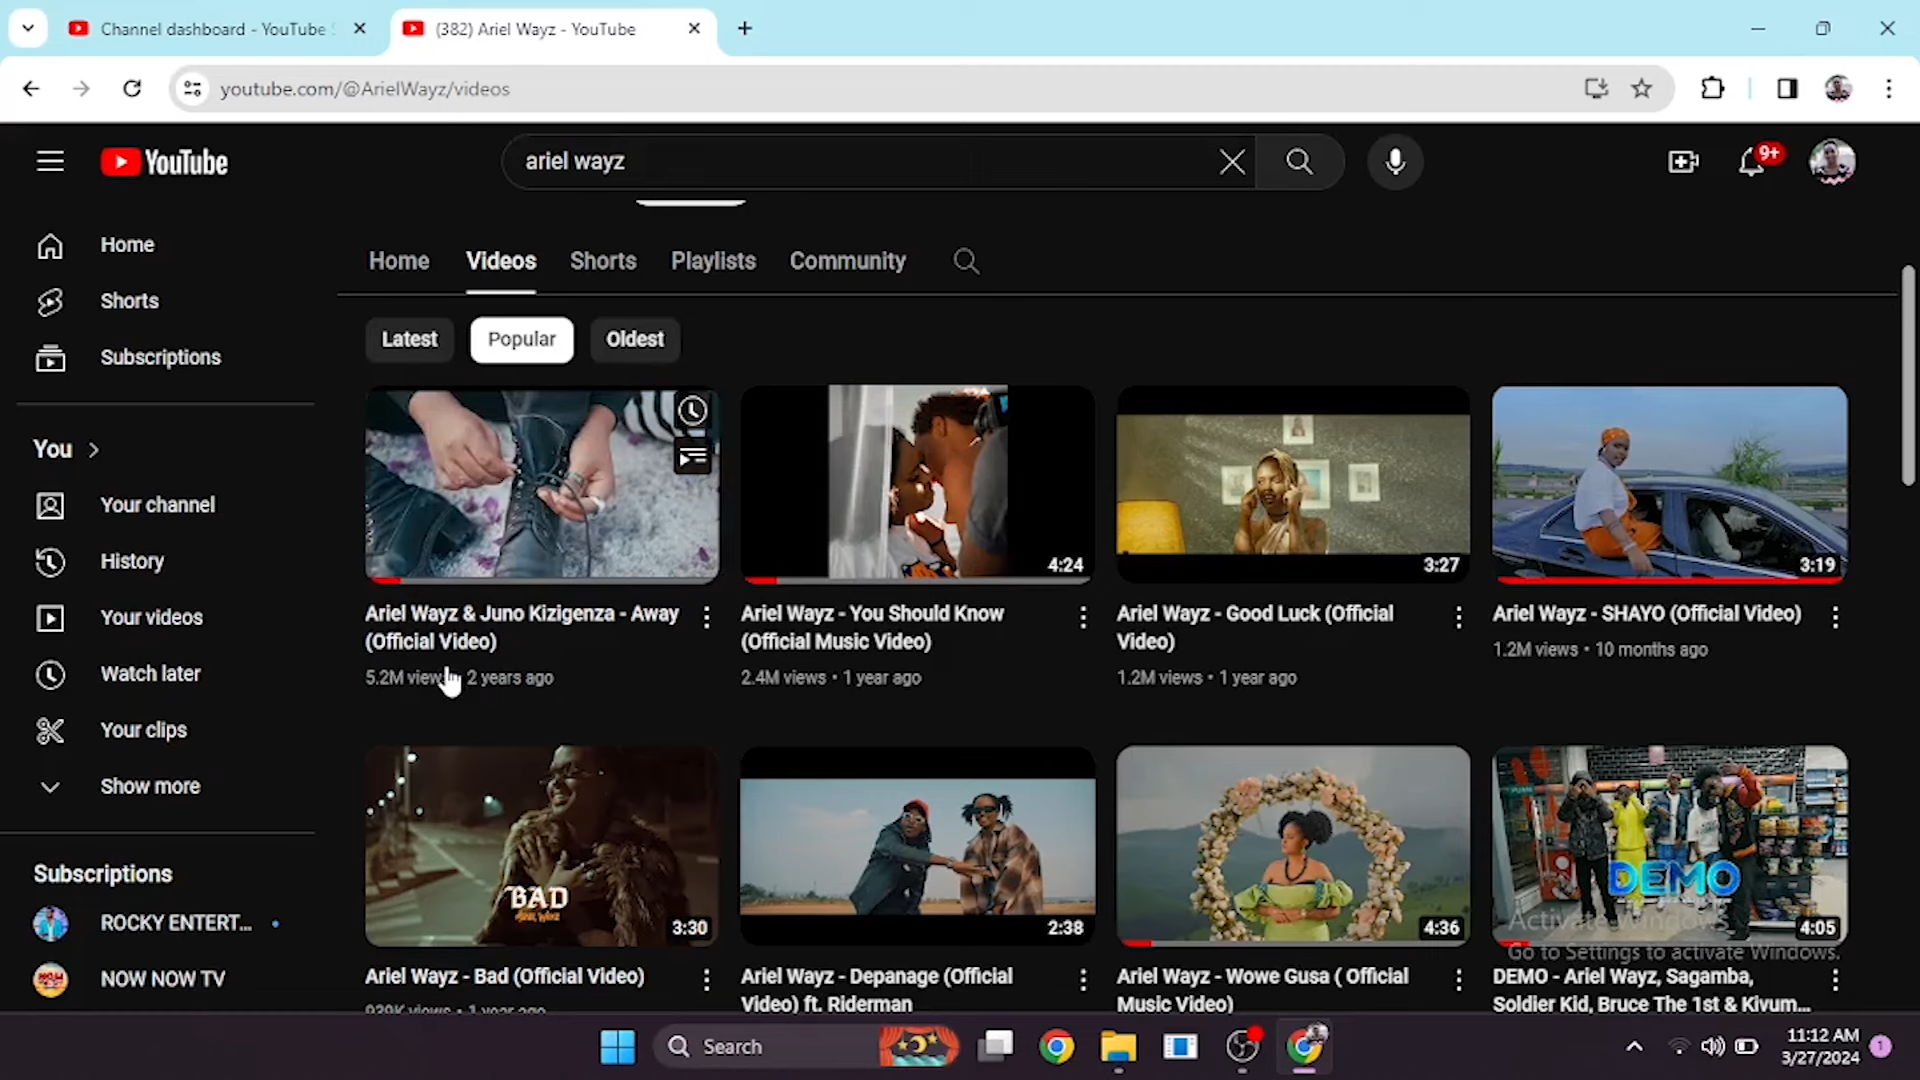 Channel dashboard - YouTube
(382) Ariel Wayz - YouTube
youtube.com/@ArielWayz/videos
YouTube
ariel wayz
9+
Home
Shorts
Subscriptions
You
Your channel
History
Your videos
Watch later
Your clips
Show more
Subscriptions
ROCKY ENTERT...
NOW NOW TV
Home Videos Shorts Playlists Community
Latest Popular Oldest
4:24
3:27
3:19
Ariel Wayz & Juno Kizigenza - Away
(Official Video)
5.2M views 2 years ago
Ariel Wayz - You Should Know
(Official Music Video)
2.4M views • 1 year ago
Ariel Wayz - Good Luck (Official
Video)
1.2M views • 1 year ago
Ariel Wayz - SHAYO (Official Video)
1.2M views • 10 months ago
BAD
ARIEL WAYZ
3:30
2:38
4:36
DEMO
4:05
Ariel Wayz - Bad (Official Video)
939K views • 1 year ago
Ariel Wayz - Depanage (Official
Video) ft. Riderman
Ariel Wayz - Wowe Gusa ( Official
Music Video)
DEMO - Ariel Wayz, Sagamba,
Soldier Kid, Bruce The 1st & Kivum...
Activate Windows
Go to Settings to activate Windows.
Search
11:12 AM
3/27/2024
1